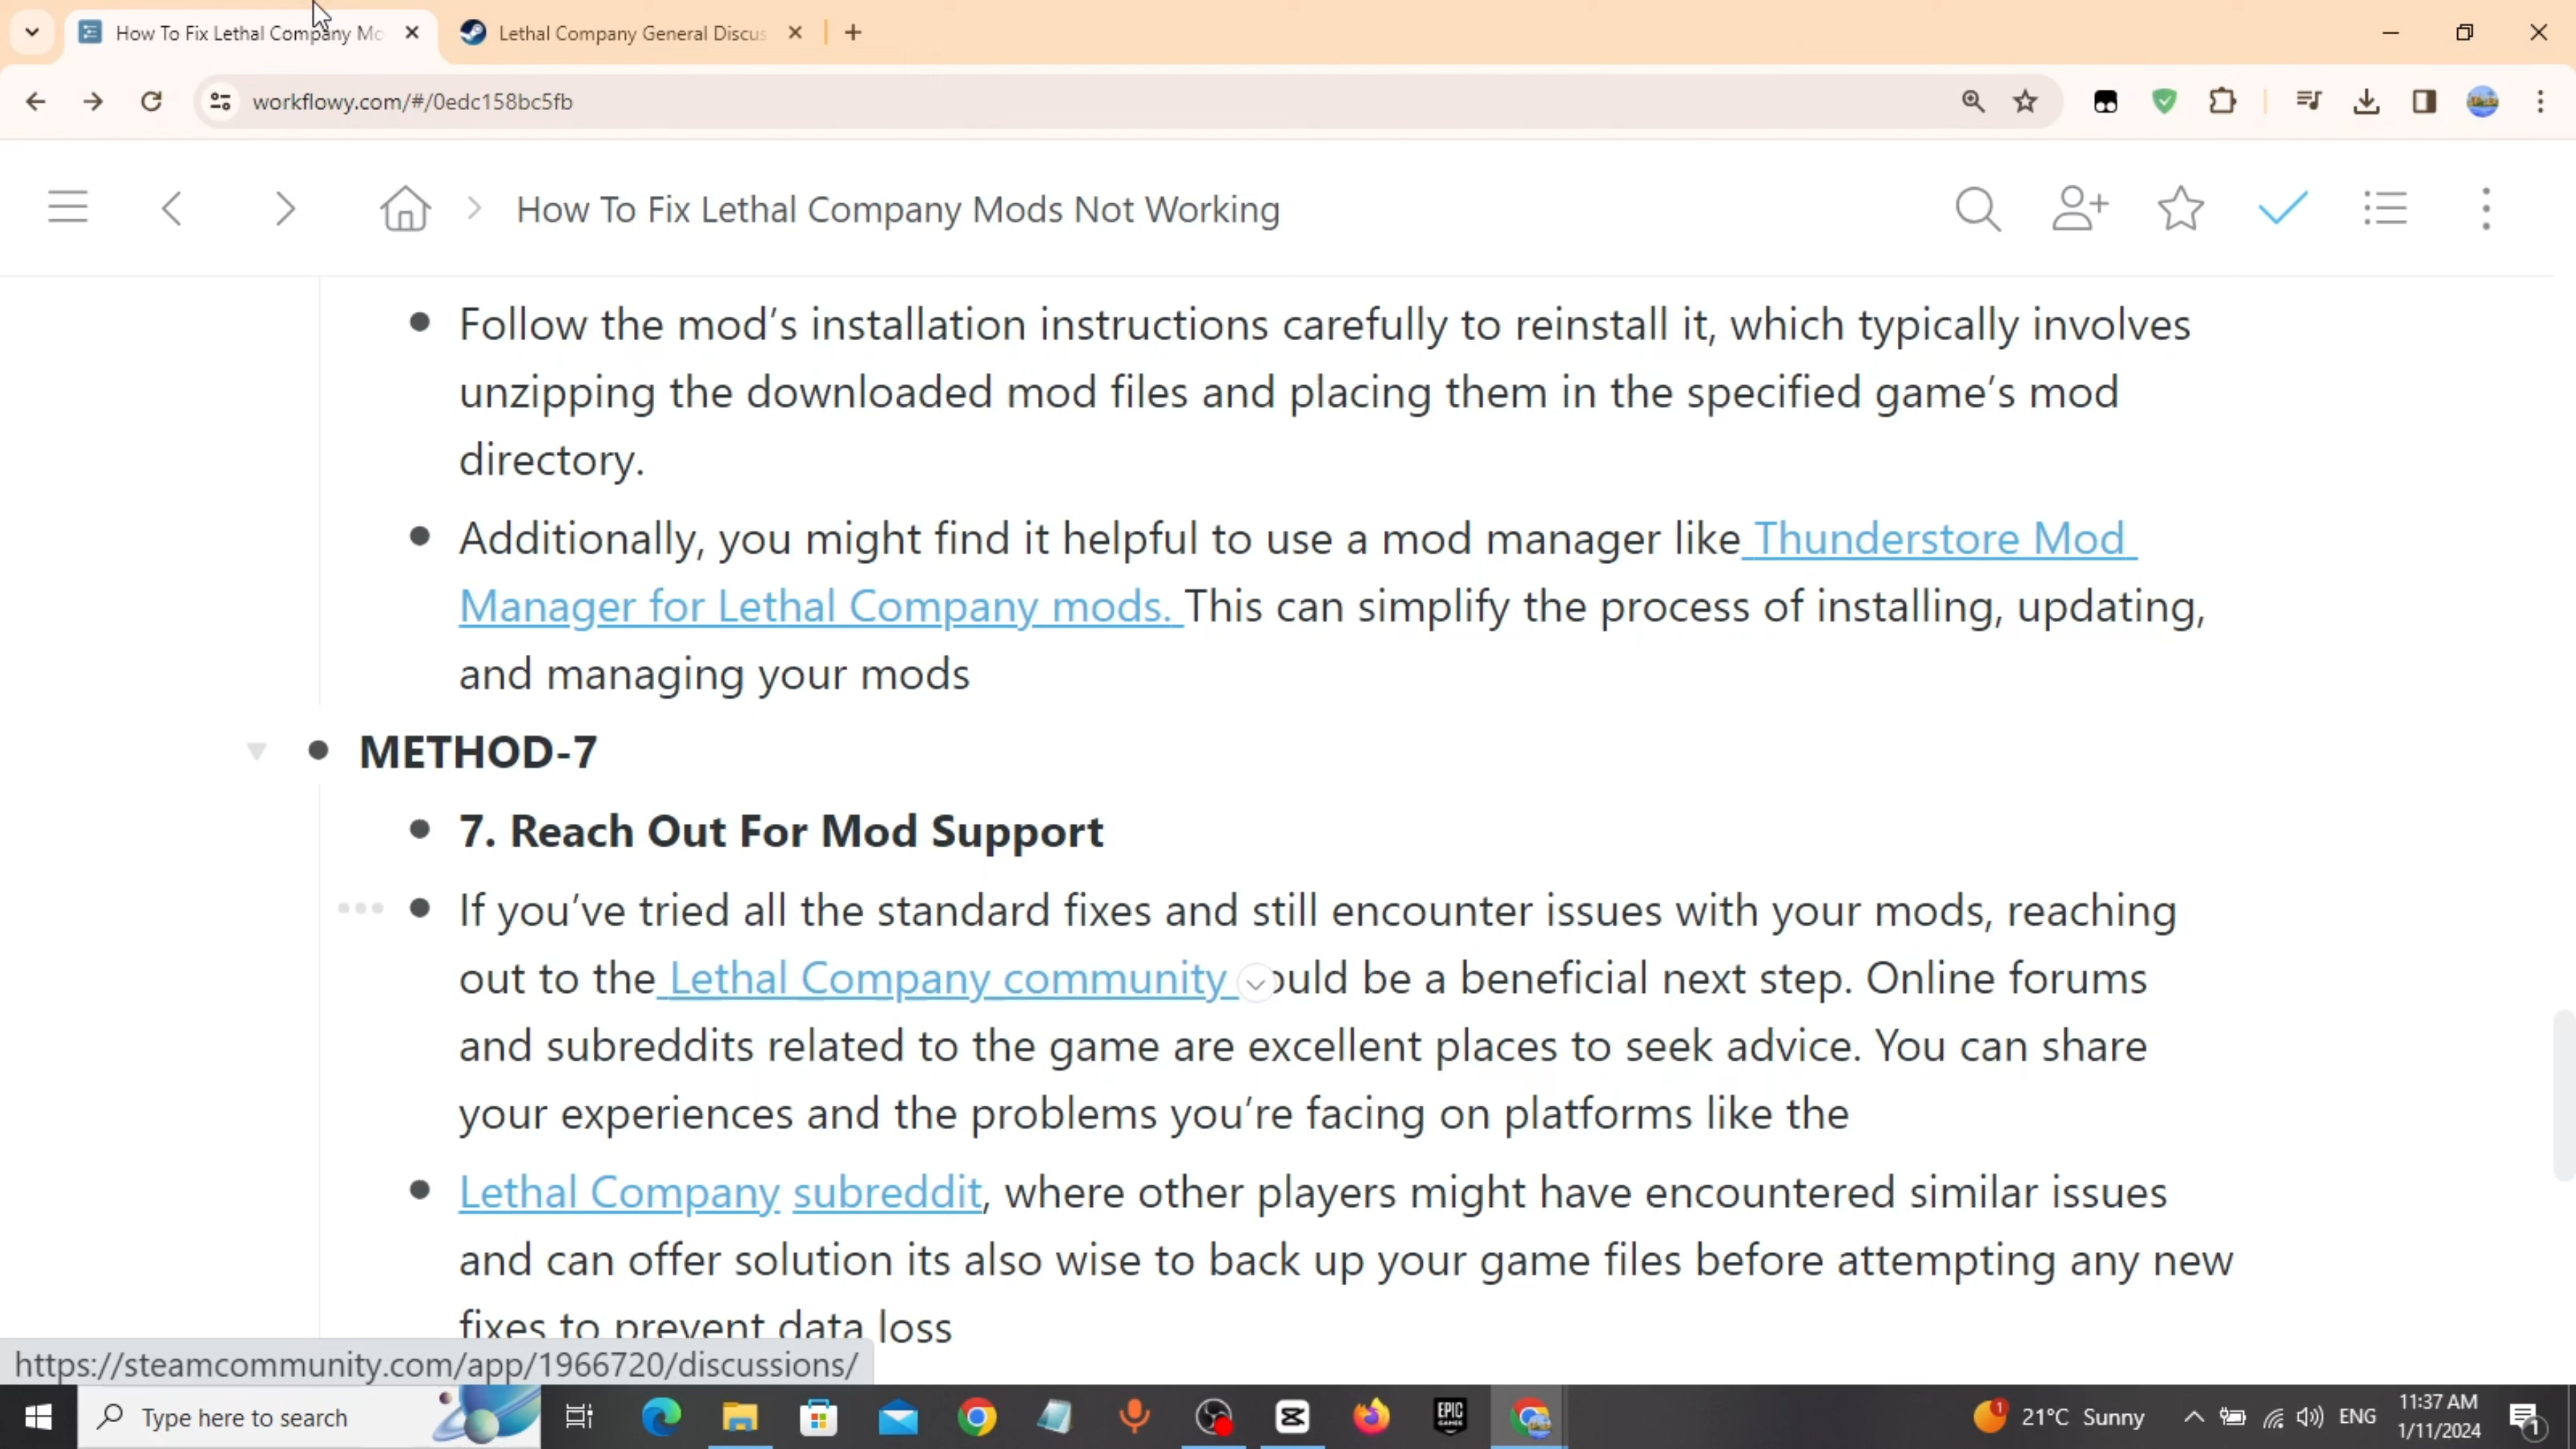 How To Fix Lethal Company Mo
Lethal Company General Discus
workflowy.com/#/0edc158bc5fb
How To Fix Lethal Company Mods Not Working
Follow the mod’s installation instructions carefully to reinstall it, which typically involves
unzipping the downloaded mod files and placing them in the specified game’s mod
directory.
Additionally, you might find it helpful to use a mod manager like Thunderstore Mod
Manager for Lethal Company mods. This can simplify the process of installing, updating,
and managing your mods
METHOD-7
7. Reach Out For Mod Support
If you’ve tried all the standard fixes and still encounter issues with your mods, reaching
out to the Lethal Company community ould be a beneficial next step. Online forums
and subreddits related to the game are excellent places to seek advice. You can share
your experiences and the problems you’re facing on platforms like the
Lethal Company subreddit, where other players might have encountered similar issues
and can offer solution its also wise to back up your game files before attempting any new
fixes to prevent data loss
https://steamcommunity.com/app/1966720/discussions/
Type here to search
EPIC
GAMES
1
21°C Sunny
ENG
11:37 AM
1/11/2024
1